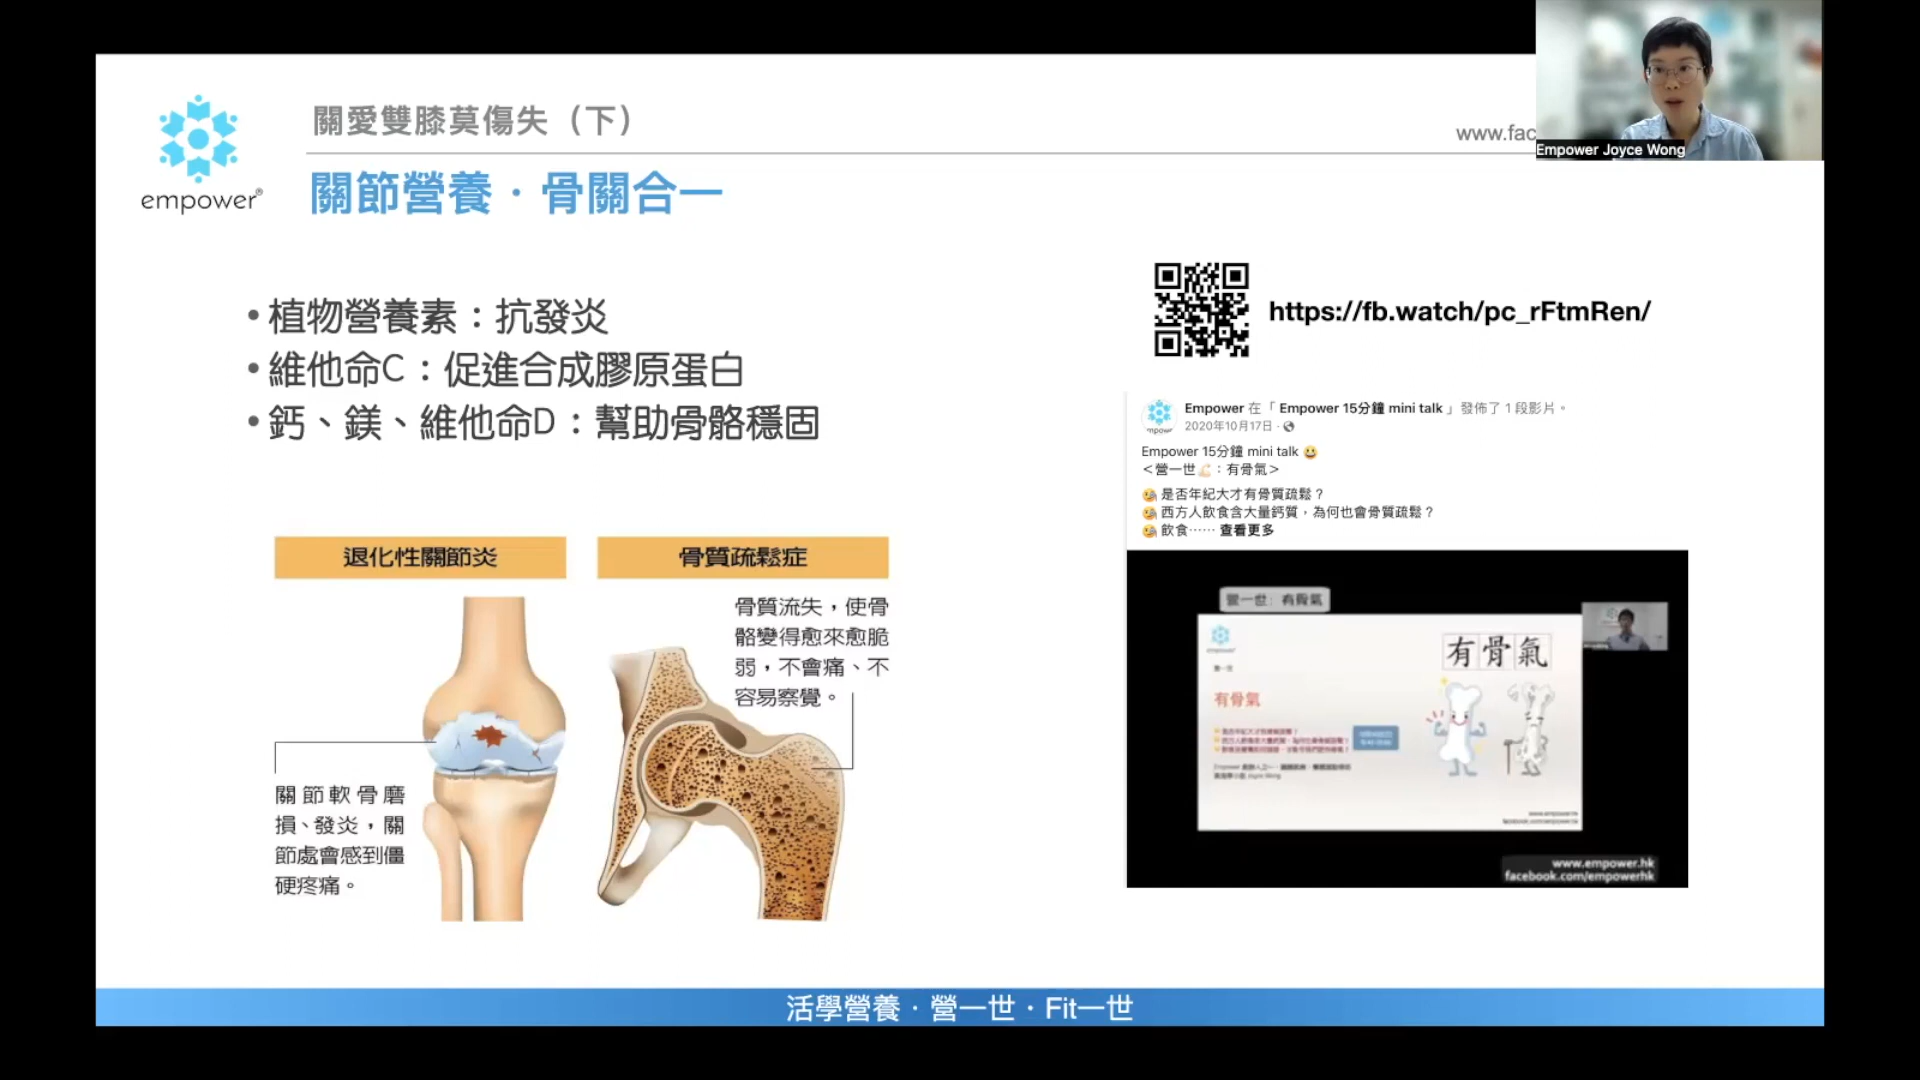 empower®
關愛雙膝莫傷失（下）
www.fac
Empower Joyce Wong
關節營養．骨關合一
• 植物營養素：抗發炎
• 維他命C：促進合成膠原蛋白
• 鈣、鎂、維他命D：幫助骨骼穩固
https://fb.watch/pc_rFtmRen/
Empower 在「 Empower 15分鐘 mini talk 」發佈了 1 段影片。
2020年10月17日 ·
Empower 15分鐘 mini talk 😃
＜營一世💪🏻：有骨氣＞
🧐 是否年紀大才有骨質疏鬆？
🧐 西方人飲食含大量鈣質，為何也會骨質疏鬆？
🧐 飲食…… 查看更多
退化性關節炎
關節軟骨磨
損、發炎，關
節處會感到僵
硬疼痛。
骨質疏鬆症
骨質流失，使骨
骼變得愈來愈脆
弱，不會痛、不
容易察覺。
營一世：有骨氣
有骨氣
有骨氣
www.empower.hk
facebook.com/empowerhk
活學營養．營一世．Fit一世